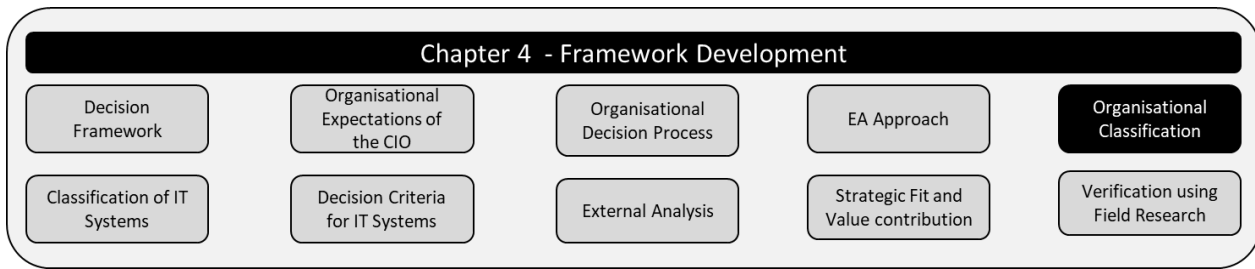 Chapter 4 - Framework Development
Decision
Framework
Organisational
Expectations of
the CIO
Organisational
Decision Process
EA Approach
Organisational
Classification
Classification of IT
Systems
Decision Criteria
for IT Systems
External Analysis
Strategic Fit and
Value contribution
Verification using
Field Research